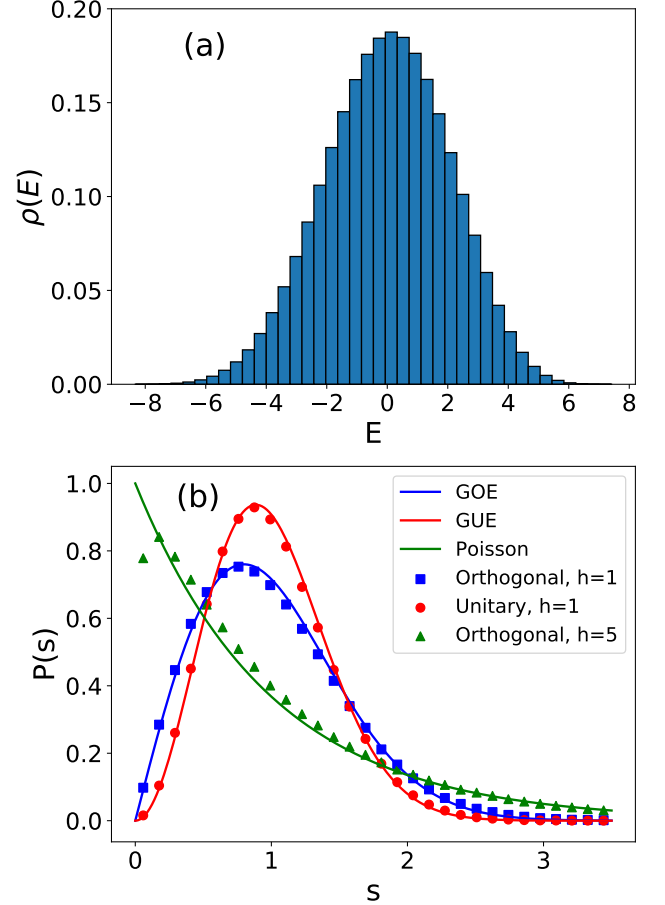 (a)
0.20
0.15
0.10
0.05
0.00
ρ(E)
−8 −6 −4 −2 0 2 4 6 8
E
(b)
1.0
0.8
0.6
0.4
0.2
0.0
P(s)
GOE
GUE
Poisson
Orthogonal, h=1
Unitary, h=1
Orthogonal, h=5
0 1 2 3
s